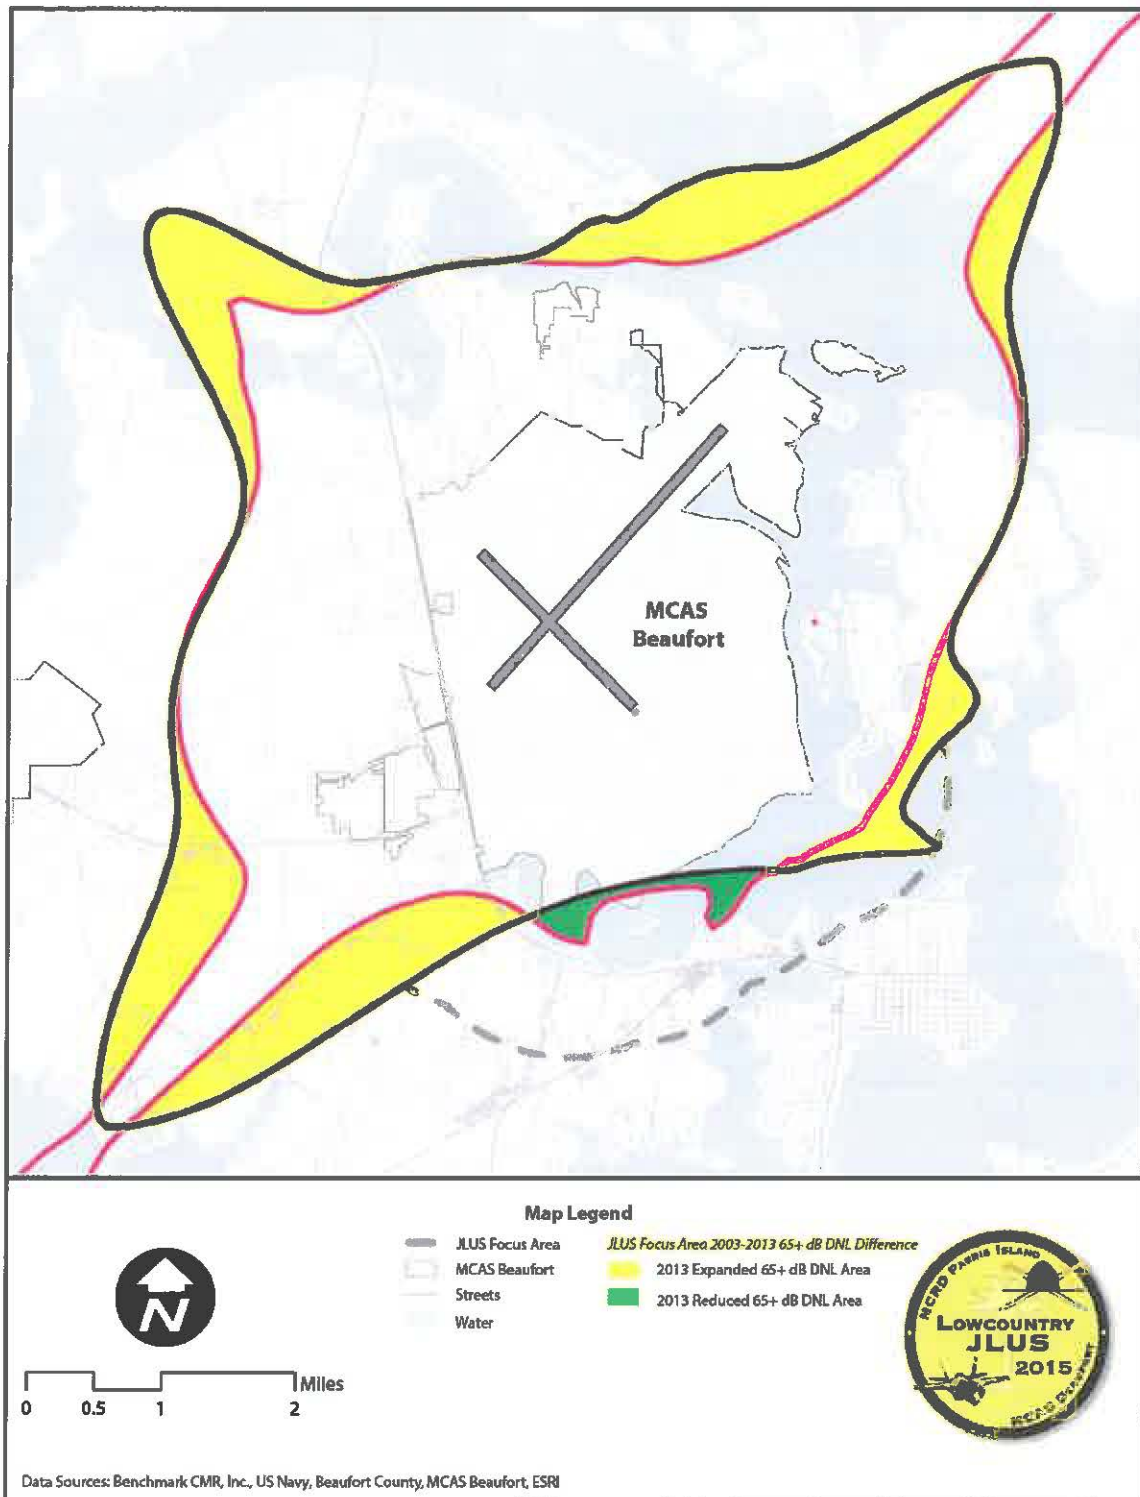 MCAS
Beaufort
Map Legend
JLUS Focus Area
MCAS Beaufort
Streets
Water
JLUS Focus Area 2003-2013 65+ dB DNL Difference
2013 Expanded 65+ dB DNL Area
2013 Reduced 65+ dB DNL Area
N
Miles
0 0.5 1 2
MCRD PARRIS ISLAND
LOWCOUNTRY
JLUS
2015
MCAS BEAUFORT
Data Sources: Benchmark CMR, Inc., US Navy, Beaufort County, MCAS Beaufort, ESRI